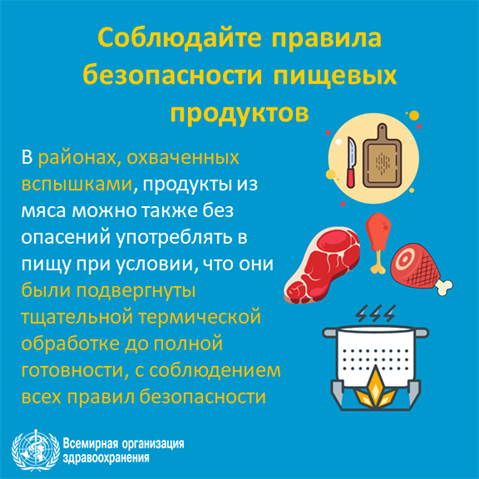 Соблюдайте правила
безопасности пищевых
продуктов
В районах, охваченных
вспышками, продукты из
мяса можно также без
опасений употреблять в
пищу при условии, что они
были подвергнуты
тщательной термической
обработке до полной
готовности, с соблюдением
всех правил безопасности
Всемирная организация
здравоохранения